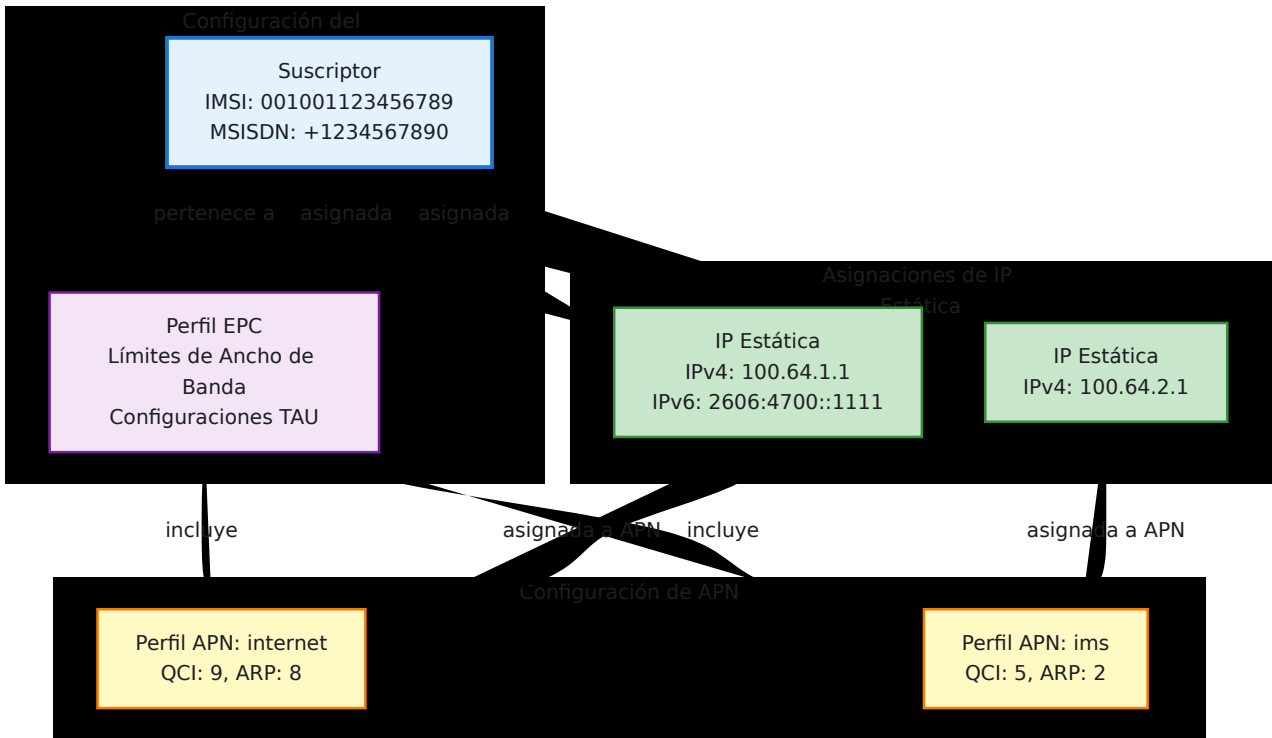 Configuración del
Suscriptor
IMSI: 001001123456789
MSISDN: +1234567890
pertenece a
asignada
asignada
Asignaciones de IP
Estática
Perfil EPC
Límites de Ancho de
Banda
Configuraciones TAU
IP Estática
IPv4: 100.64.1.1
IPv6: 2606:4700::1111
IP Estática
IPv4: 100.64.2.1
incluye
asignada a APN
incluye
asignada a APN
Configuración de APN
Perfil APN: internet
QCI: 9, ARP: 8
Perfil APN: ims
QCI: 5, ARP: 2